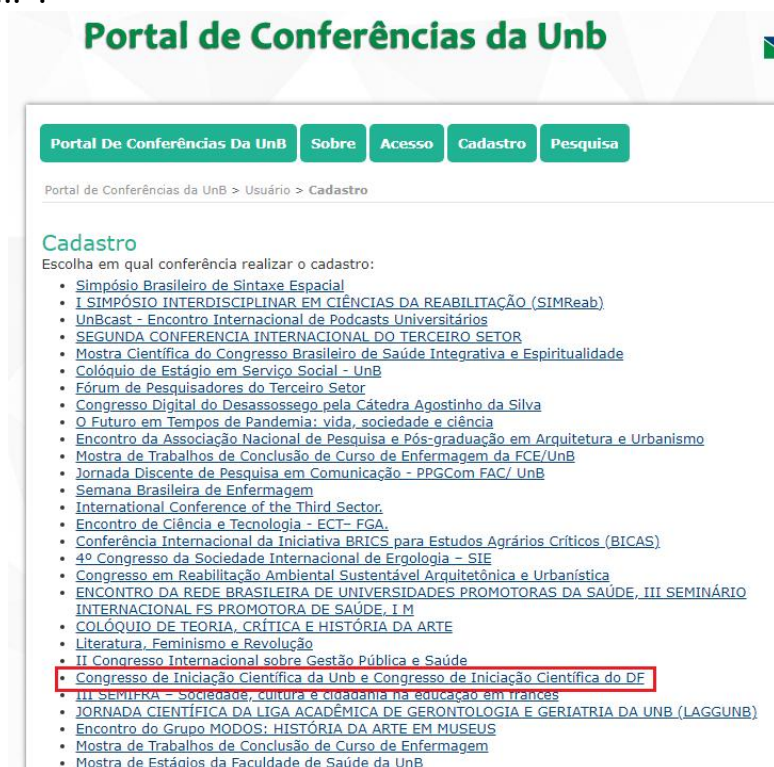 Portal de Conferências da Unb
Portal De Conferências Da UnB Sobre Acesso Cadastro Pesquisa
Portal de Conferências da UnB > Usuário > Cadastro
Cadastro
Escolha em qual conferência realizar o cadastro:
• Simpósio Brasileiro de Sintaxe Espacial
• I SIMPÓSIO INTERDISCIPLINAR EM CIÊNCIAS DA REABILITAÇÃO (SIMReab)
• UnBcast - Encontro Internacional de Podcasts Universitários
• SEGUNDA CONFERENCIA INTERNACIONAL DO TERCEIRO SETOR
• Mostra Científica do Congresso Brasileiro de Saúde Integrativa e Espiritualidade
• Colóquio de Estágio em Serviço Social - UnB
• Fórum de Pesquisadores do Terceiro Setor
• Congresso Digital do Desassossego pela Cátedra Agostinho da Silva
• O Futuro em Tempos de Pandemia: vida, sociedade e ciência
• Encontro da Associação Nacional de Pesquisa e Pós-graduação em Arquitetura e Urbanismo
• Mostra de Trabalhos de Conclusão de Curso de Enfermagem da FCE/UnB
• Jornada Discente de Pesquisa em Comunicação - PPGCom FAC/ UnB
• Semana Brasileira de Enfermagem
• International Conference of the Third Sector.
• Encontro de Ciência e Tecnologia - ECT– FGA.
• Conferência Internacional da Iniciativa BRICS para Estudos Agrários Críticos (BICAS)
• 4º Congresso da Sociedade Internacional de Ergologia – SIE
• Congresso em Reabilitação Ambiental Sustentável Arquitetônica e Urbanística
• ENCONTRO DA REDE BRASILEIRA DE UNIVERSIDADES PROMOTORAS DA SAÚDE, III SEMINÁRIO
INTERNACIONAL FS PROMOTORA DE SAÚDE, I M
• COLÓQUIO DE TEORIA, CRÍTICA E HISTÓRIA DA ARTE
• Literatura, Feminismo e Revolução
• II Congresso Internacional sobre Gestão Pública e Saúde
• Congresso de Iniciação Científica da Unb e Congresso de Iniciação Científica do DF
• III SEMIFRA – Sociedade, cultura e cidadania na educação em francês
• JORNADA CIENTÍFICA DA LIGA ACADÊMICA DE GERONTOLOGIA E GERIATRIA DA UNB (LAGGUNB)
• Encontro do Grupo MODOS: HISTÓRIA DA ARTE EM MUSEUS
• Mostra de Trabalhos de Conclusão de Curso de Enfermagem
• Mostra de Estágios da Faculdade de Saúde da UnB